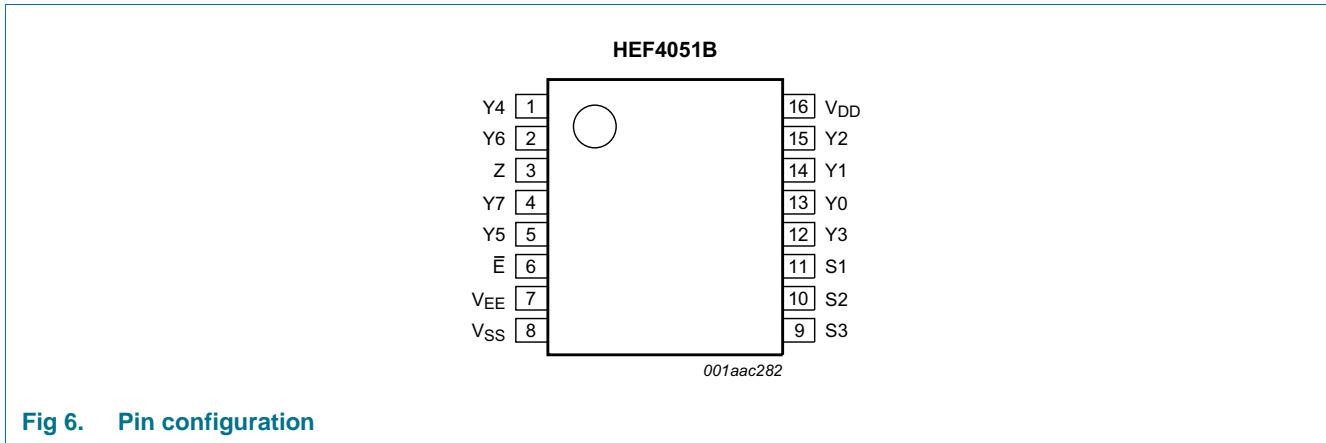 HEF4051B
Y4 1 16 VDD
Y6 2 15 Y2
Z 3 14 Y1
Y7 4 13 Y0
Y5 5 12 Y3
E̅ 6 11 S1
VEE 7 10 S2
VSS 8 9 S3
001aac282
Fig 6. Pin configuration